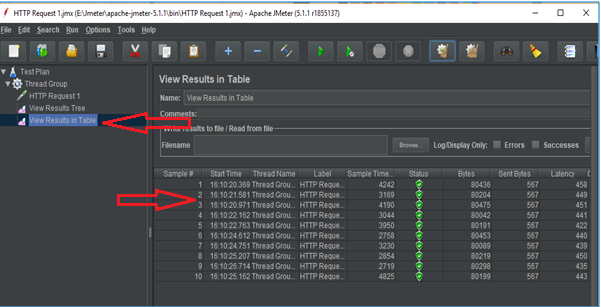 HTTP Request 1.jmx (E:\Jmeter\apache-jmeter-5.1.1\bin\HTTP Request 1.jmx) - Apache JMeter (5.1.1 r1855137)
File Edit Search Run Options Tools Help
Test Plan
Thread Group
HTTP Request 1
View Results Tree
View Results in Table
View Results in Table
Name: View Results in Table
Comments:
Write results to file / Read from file
Filename Browse... Log/Display Only: Errors Successes
Sample # Start Time Thread Name Label Sample Time... Status Bytes Sent Bytes Latency
1 16:10:20.369 Thread Grou... HTTP Reque... 4242 80436 567 458
2 16:10:21.581 Thread Grou... HTTP Reque... 3169 80204 567 449
3 16:10:20.971 Thread Grou... HTTP Reque... 4190 80475 567 451
4 16:10:22.162 Thread Grou... HTTP Reque... 3044 80042 567 441
5 16:10:22.763 Thread Grou... HTTP Reque... 3950 80191 567 422
6 16:10:24.612 Thread Grou... HTTP Reque... 2758 80453 567 440
7 16:10:24.751 Thread Grou... HTTP Reque... 3230 80089 567 439
8 16:10:25.207 Thread Grou... HTTP Reque... 2854 80219 567 450
9 16:10:26.714 Thread Grou... HTTP Reque... 2719 80298 567 435
10 16:10:25.162 Thread Grou... HTTP Reque... 4825 80199 567 443